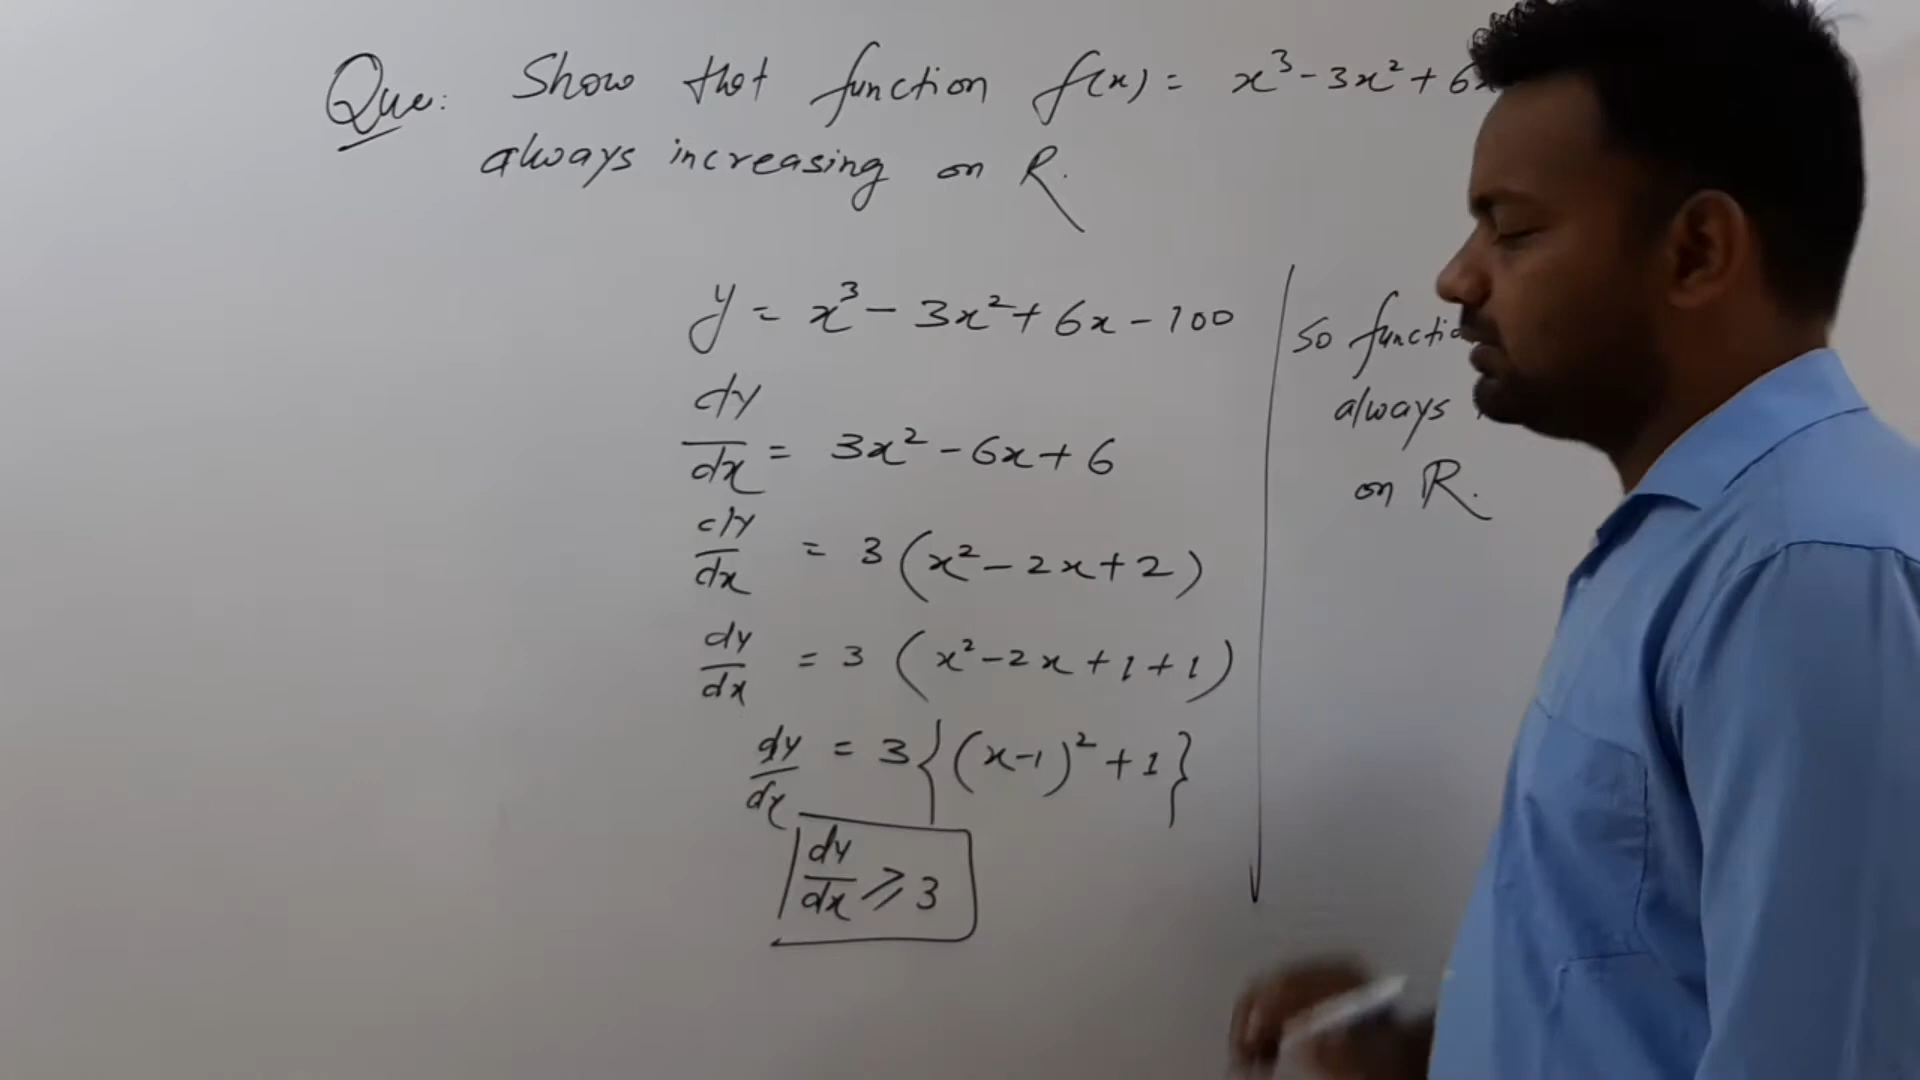 Que: Show that function f(x) = x³ - 3x² + 6x
always increasing on R.
y = x³ - 3x² + 6x - 100
dy/dx = 3x² - 6x + 6
dy/dx = 3 (x² - 2x + 2)
dy/dx = 3 (x² - 2x + 1 + 1)
dy/dx = 3{(x-1)² + 1}
dy/dx ⩾ 3
so
always
on R.